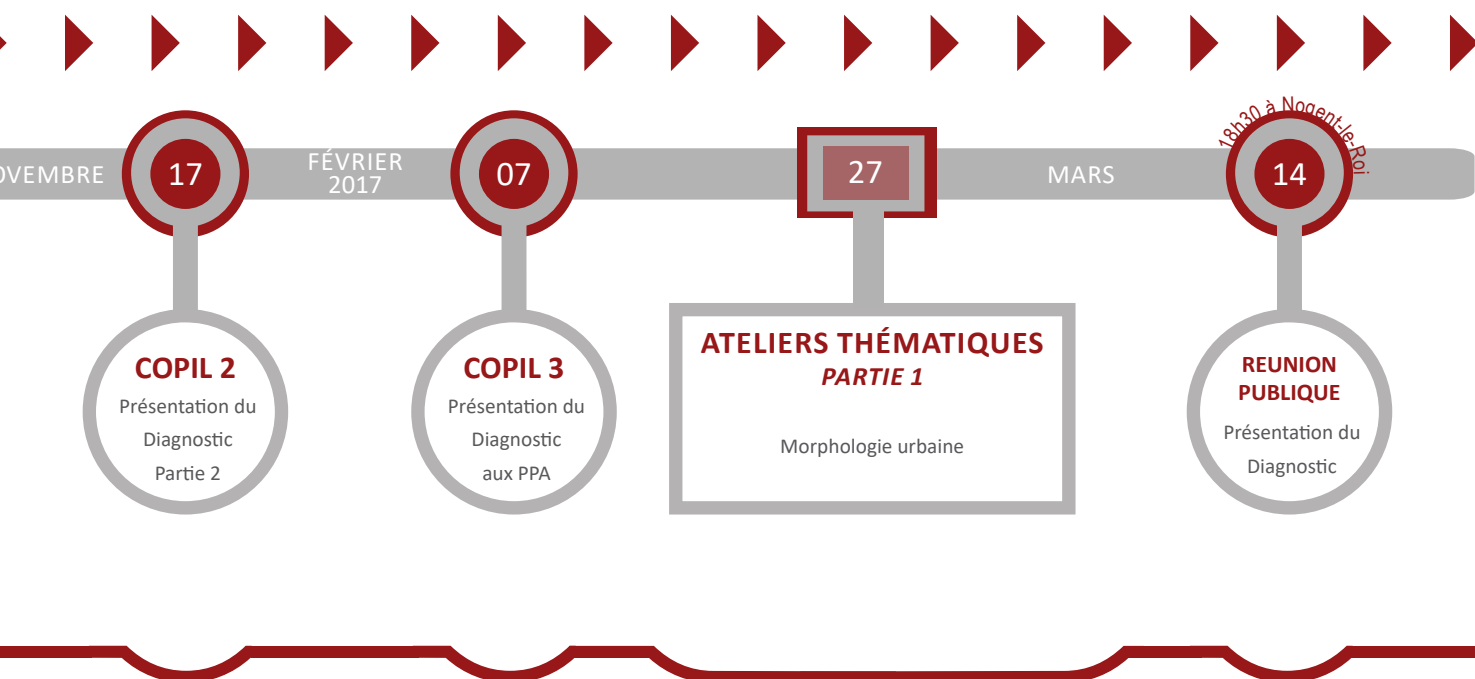 18h30 à Nogent-le-Roi
OVEMBRE
17
FÉVRIER
2017
07
27
MARS
14
COPIL 2
Présentation du
Diagnostic
Partie 2
COPIL 3
Présentation du
Diagnostic
aux PPA
ATELIERS THÉMATIQUES
PARTIE 1
Morphologie urbaine
REUNION
PUBLIQUE
Présentation du
Diagnostic